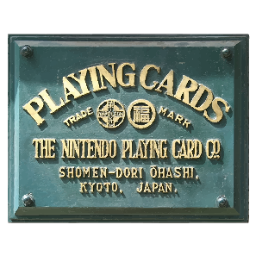 PLAYING CARDS
TRADE MARK
福
THE NINTENDO PLAYING CARD Co.
SHOMEN-DORI ŌHASHI,
KYOTO, JAPAN.